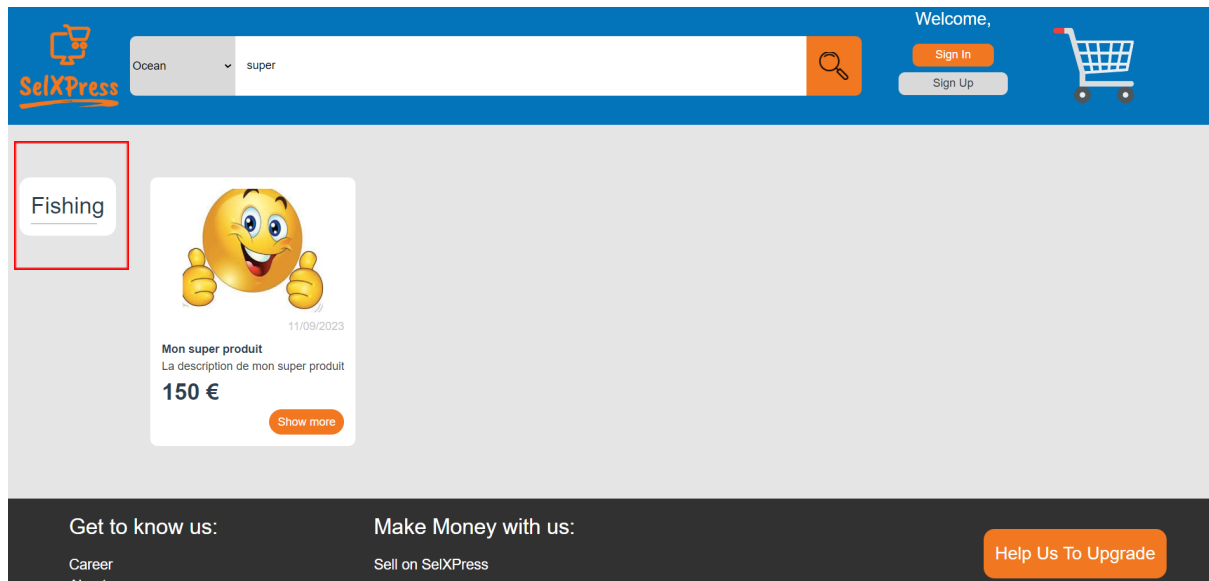 Welcome,
SelXPress
Ocean
super
Sign In
Sign Up
Fishing
11/09/2023
Mon super produit
La description de mon super produit
150 €
Show more
Get to know us:
Make Money with us:
Career
Sell on SelXPress
Help Us To Upgrade